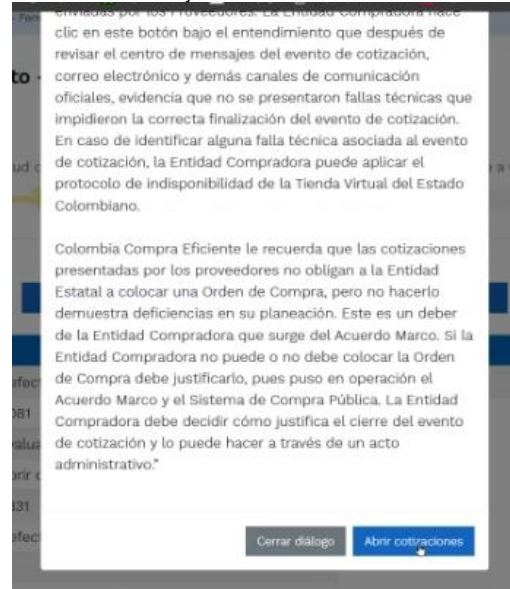 enviadas por los Proveedores. La Entidad Compradora hace
clic en este botón bajo el entendimiento que después de
revisar el centro de mensajes del evento de cotización,
correo electrónico y demás canales de comunicación
oficiales, evidencia que no se presentaron fallas técnicas que
impidieron la correcta finalización del evento de cotización.
En caso de identificar alguna falla técnica asociada al evento
de cotización, la Entidad Compradora puede aplicar el
protocolo de indisponibilidad de la Tienda Virtual del Estado
Colombiano.
Colombia Compra Eficiente le recuerda que las cotizaciones
presentadas por los proveedores no obligan a la Entidad
Estatal a colocar una Orden de Compra, pero no hacerlo
demuestra deficiencias en su planeación. Este es un deber
de la Entidad Compradora que surge del Acuerdo Marco. Si la
Entidad Compradora no puede o no debe colocar la Orden
de Compra debe justificarlo, pues puso en operación el
Acuerdo Marco y el Sistema de Compra Pública. La Entidad
Compradora debe decidir cómo justifica el cierre del evento
de cotización y lo puede hacer a través de un acto
administrativo."
Cerrar diálogo Abrir cotizaciones